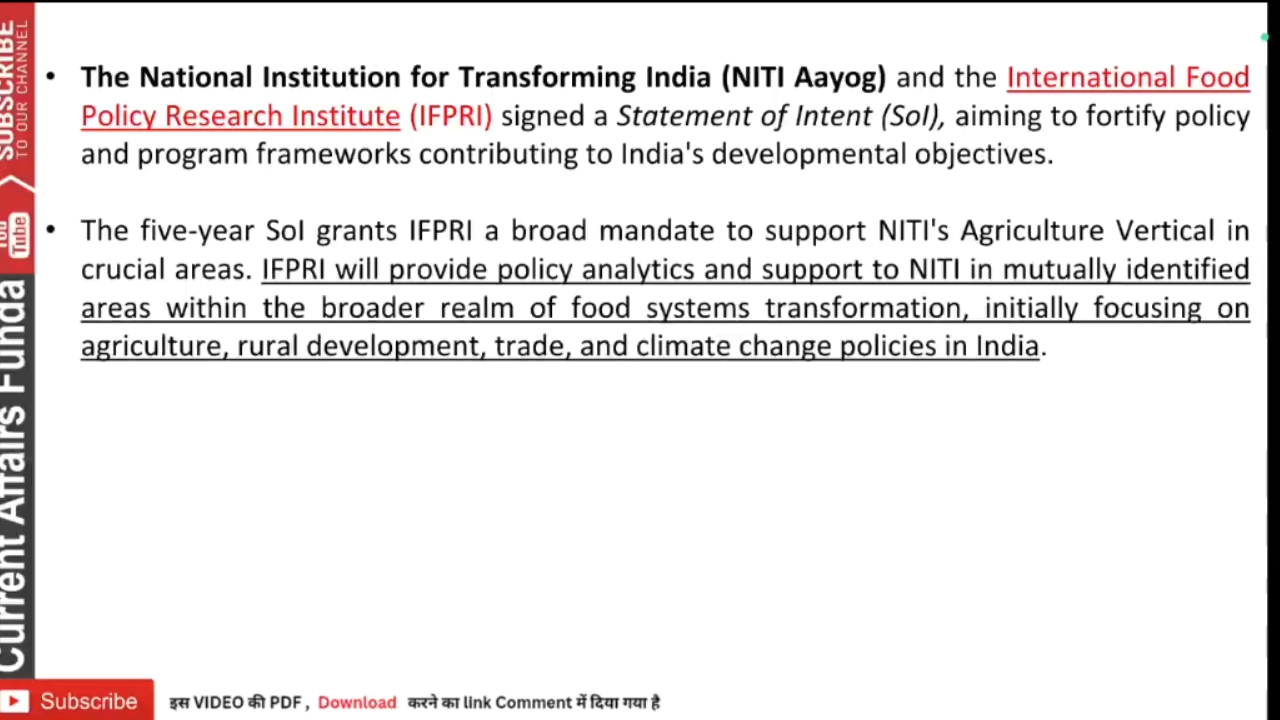 SUBSCRIBE
TO OUR CHANNEL
You
Tube
Current Affairs Funda
• The National Institution for Transforming India (NITI Aayog) and the International Food
Policy Research Institute (IFPRI) signed a Statement of Intent (SoI), aiming to fortify policy
and program frameworks contributing to India's developmental objectives.
• The five-year SoI grants IFPRI a broad mandate to support NITI's Agriculture Vertical in
crucial areas. IFPRI will provide policy analytics and support to NITI in mutually identified
areas within the broader realm of food systems transformation, initially focusing on
agriculture, rural development, trade, and climate change policies in India.
Subscribe इस VIDEO की PDF , Download करने का link Comment में दिया गया है